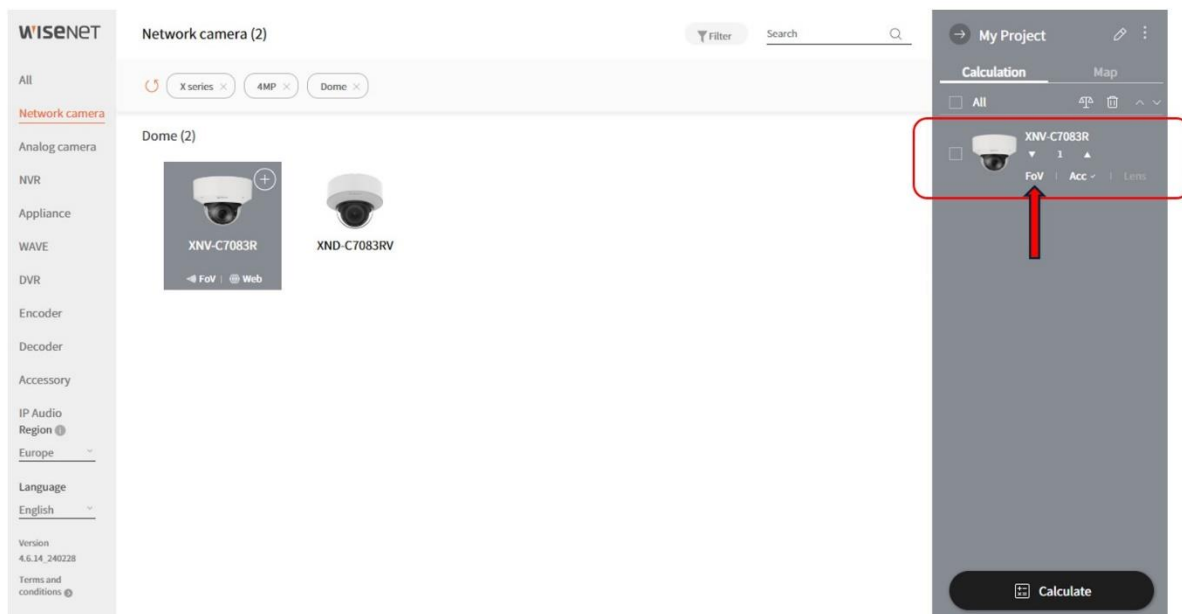 WISENET
All
Network camera
Analog camera
NVR
Appliance
WAVE
DVR
Encoder
Decoder
Accessory
IP Audio
Region
Europe
Language
English
Version
4.6.14_240228
Terms and
conditions
Network camera (2)
Filter
Search
X series
4MP
Dome
Dome (2)
XNV-C7083R
FoV | Web
XND-C7083RV
My Project
Calculation Map
All
XNV-C7083R
1
FoV | Acc | Lens
Calculate